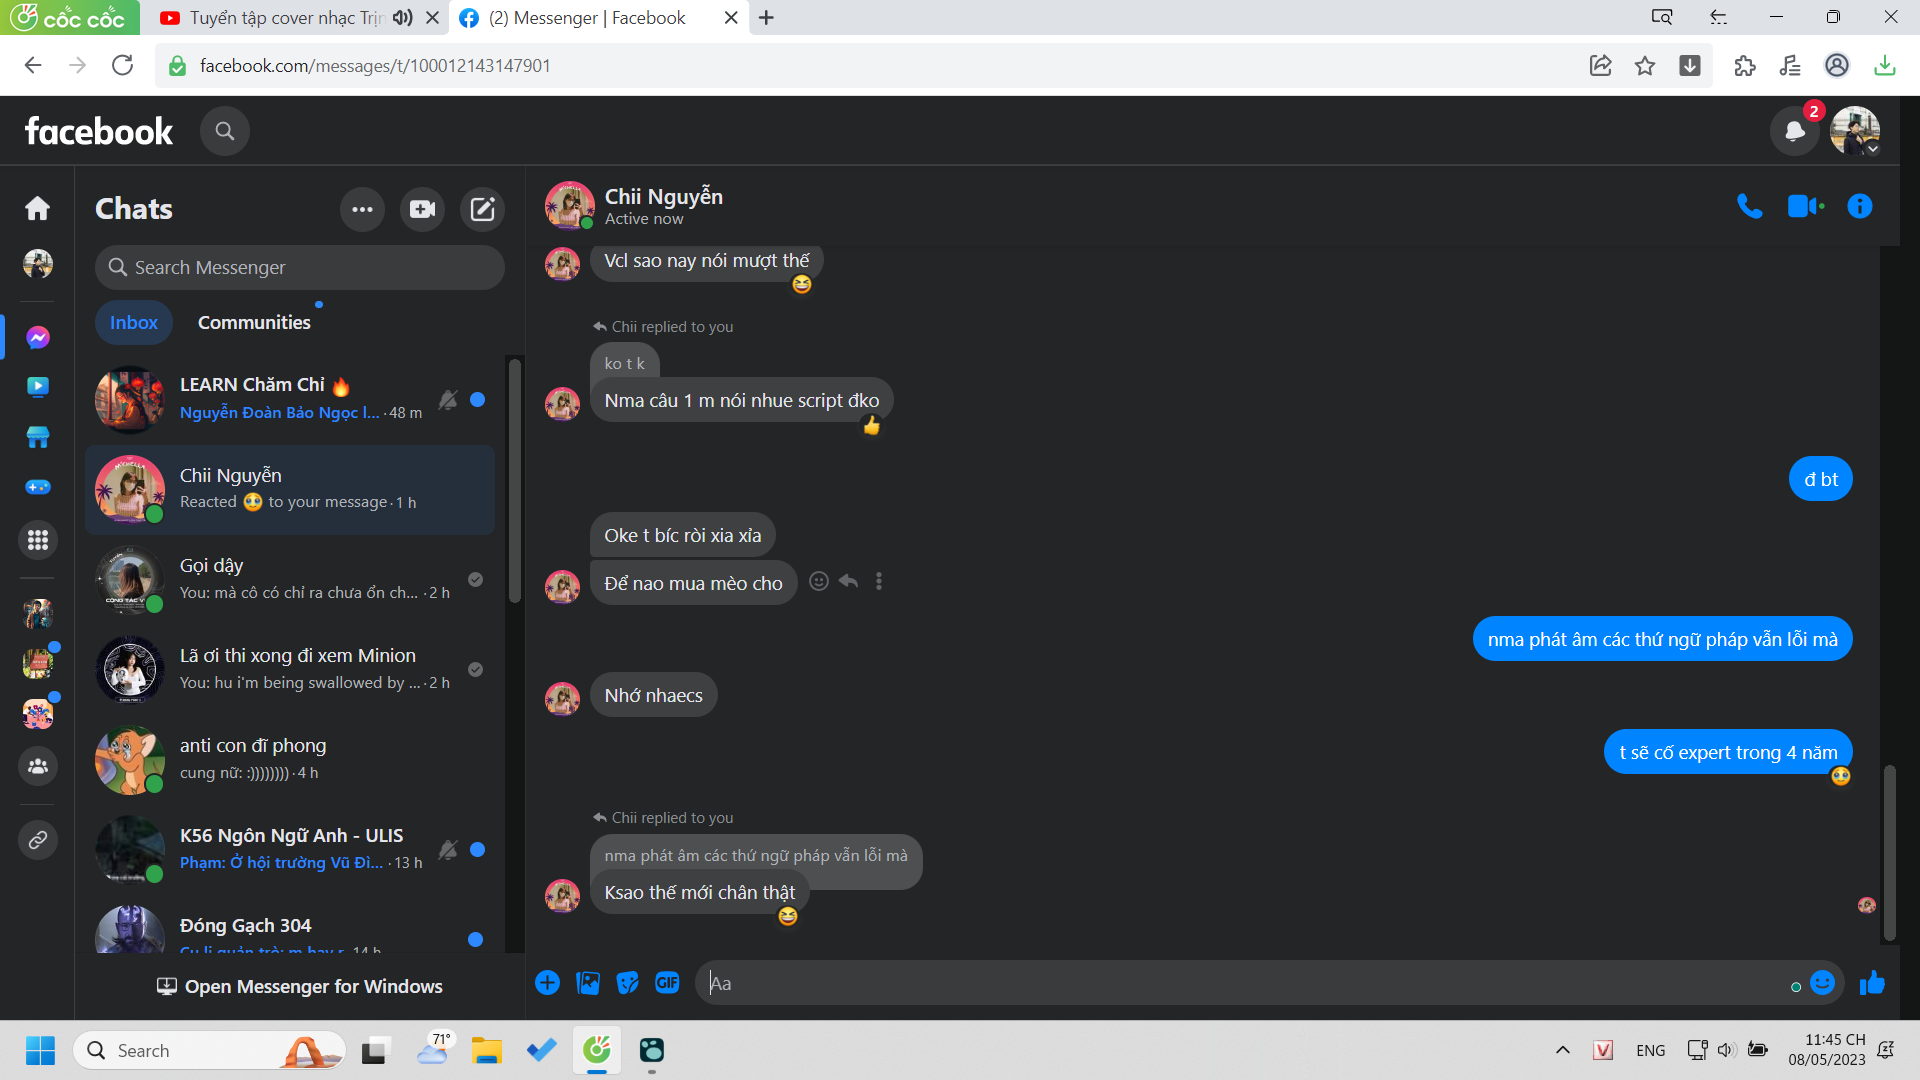 cốc cốc
Tuyển tập cover nhạc Trịn
(2) Messenger | Facebook
facebook.com/messages/t/100012143147901
facebook
2
Chats
Search Messenger
Inbox
Communities
LEARN Chăm Chỉ 🔥
Nguyễn Đoàn Bảo Ngọc l... · 48 m
Chii Nguyễn
Reacted 🥹 to your message · 1 h
Gọi dậy
You: mà cô có chỉ ra chưa ổn ch... · 2 h
Lã ơi thi xong đi xem Minion
You: hu i'm being swallowed by ... · 2 h
anti con đĩ phong
cung nữ: :)))))))) · 4 h
K56 Ngôn Ngữ Anh - ULIS
Phạm: Ở hội trường Vũ Đì... · 13 h
Đóng Gạch 304
Cu li quản trò: m hay r · 14 h
Open Messenger for Windows
Chii Nguyễn
Active now
Vcl sao nay nói mượt thế
Chii replied to you
ko t k
Nma câu 1 m nói nhue script đko
đ bt
Oke t bíc ròi xia xỉa
Để nao mua mèo cho
nma phát âm các thứ ngữ pháp vẫn lỗi mà
Nhớ nhaecs
t sẽ cố expert trong 4 năm
Chii replied to you
nma phát âm các thứ ngữ pháp vẫn lỗi mà
Ksao thế mới chân thật
GIF
Aa
Search
71°
V
ENG
11:45 CH
08/05/2023